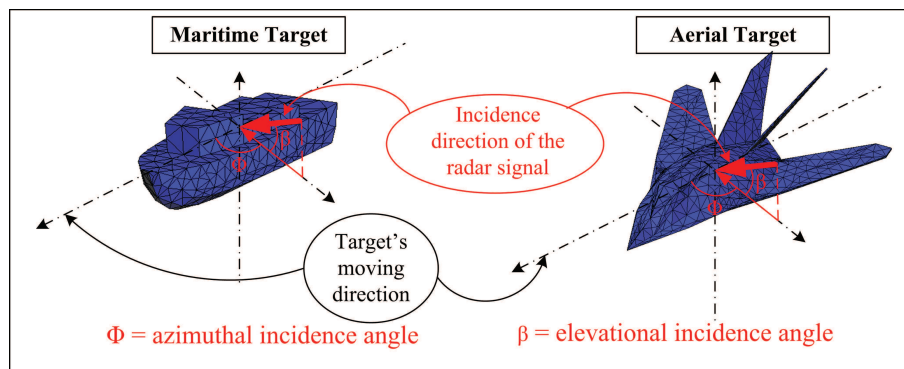 Maritime Target
Aerial Target
Incidence
direction of the
radar signal
Φ
β
Φ
β
Target's
moving
direction
Φ = azimuthal incidence angle
β = elevational incidence angle